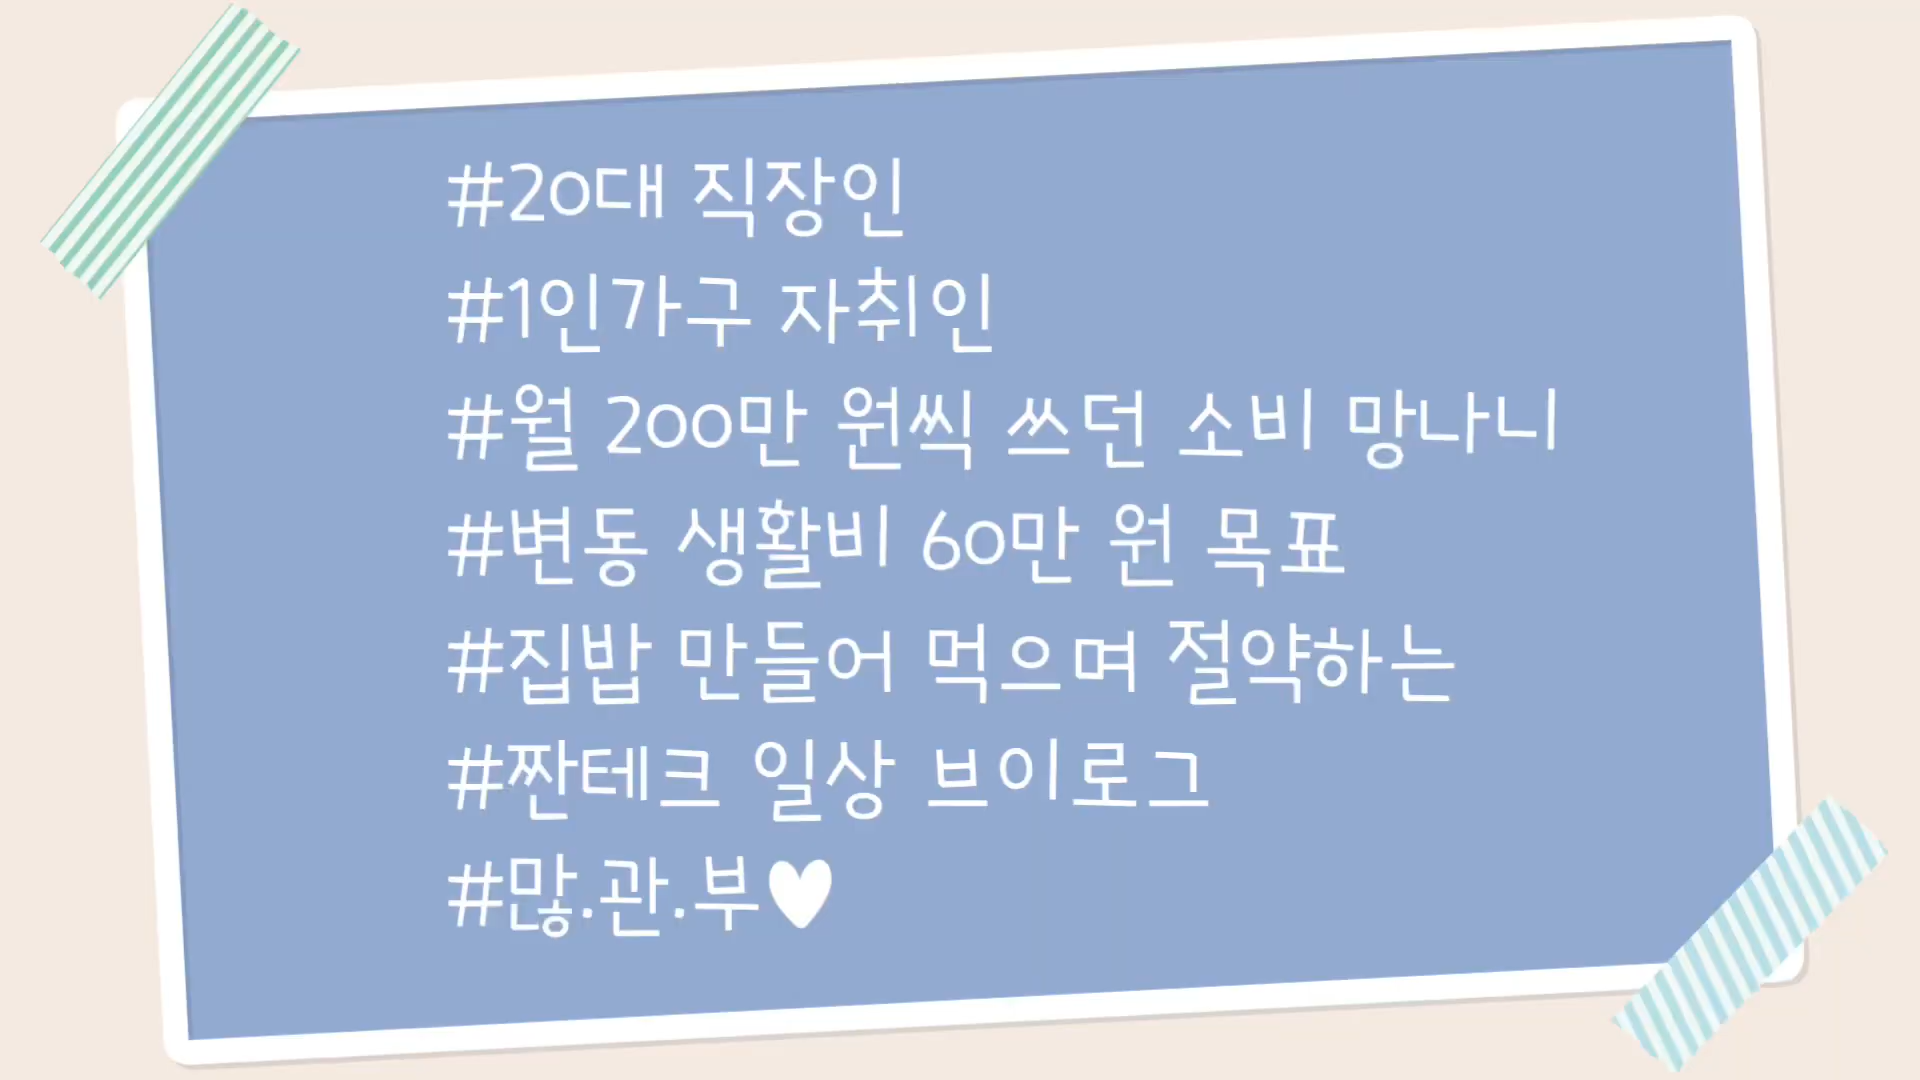 #20대 직장인
#1인가구 자취인
#월 200만 원씩 쓰던 소비 망나니
#변동 생활비 60만 원 목표
#집밥 만들어 먹으며 절약하는
#짠테크 일상 브이로그
#많.관.부♥